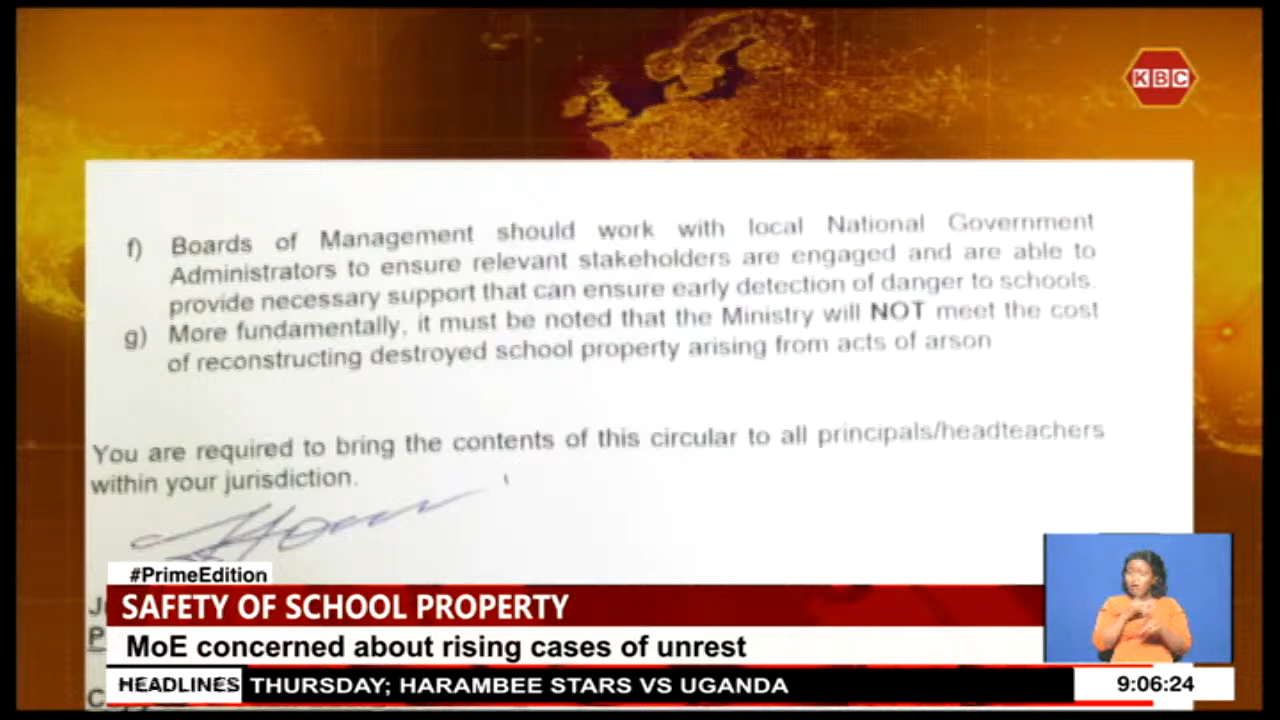 KBC
f) Boards of Management should work with local National Government
Administrators to ensure relevant stakeholders are engaged and are able to
provide necessary support that can ensure early detection of danger to schools.
g) More fundamentally, it must be noted that the Ministry will NOT meet the cost
of reconstructing destroyed school property arising from acts of arson
You are required to bring the contents of this circular to all principals/headteachers
within your jurisdiction.
#PrimeEdition
SAFETY OF SCHOOL PROPERTY
MoE concerned about rising cases of unrest
HEADLINES THURSDAY; HARAMBEE STARS VS UGANDA 9:06:24